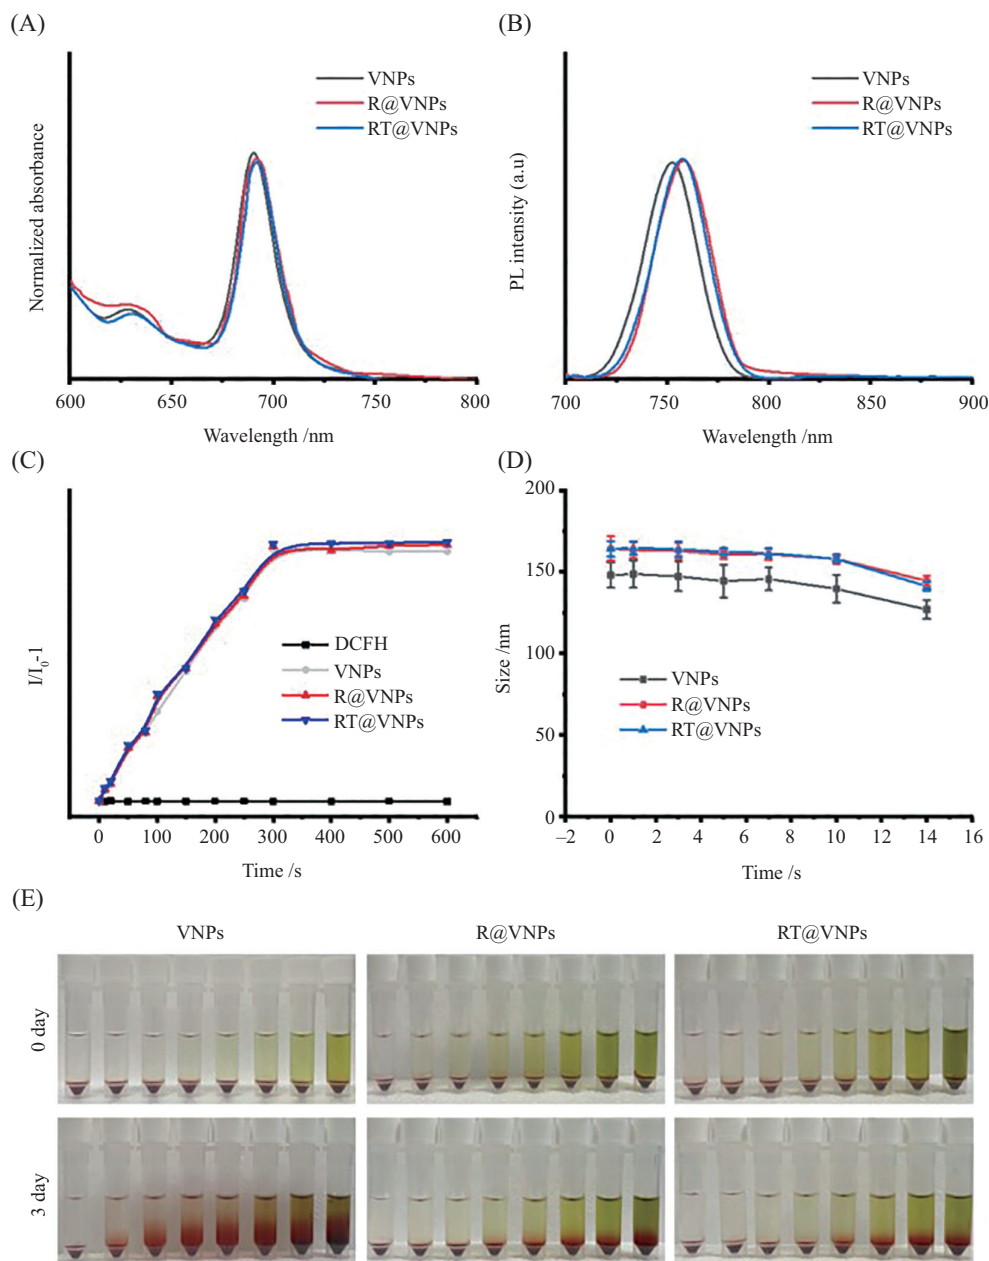 (A)
Normalized absorbance
VNPs
R@VNPs
RT@VNPs
600 650 700 750 800
Wavelength /nm
(B)
PL intensity (a.u)
VNPs
R@VNPs
RT@VNPs
700 750 800 850 900
Wavelength /nm
(C)
I/I₀-1
DCFH
VNPs
R@VNPs
RT@VNPs
0 100 200 300 400 500 600
Time /s
(D)
Size /nm
200
150
100
50
0
VNPs
R@VNPs
RT@VNPs
−2 0 2 4 6 8 10 12 14 16
Time /s
(E)
VNPs R@VNPs RT@VNPs
0 day
3 day